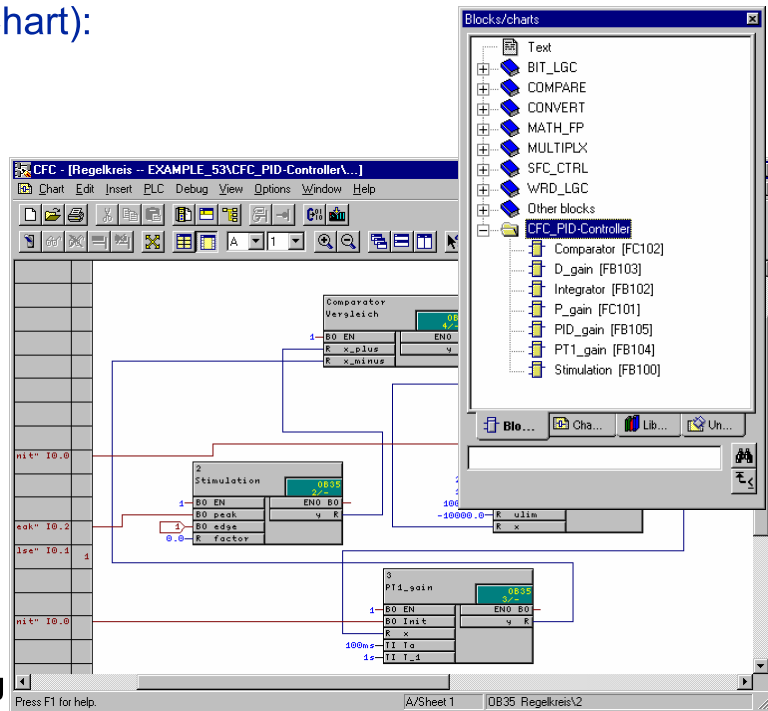 hart):
Blocks/charts
Text
BIT_LGC
COMPARE
CONVERT
MATH_FP
MULTIPLX
SFC_CTRL
WRD_LGC
Other blocks
CFC_PID-Controller
Comparator [FC102]
D_gain [FB103]
Integrator [FB102]
P_gain [FC101]
PID_gain [FB105]
PT1_gain [FB104]
Stimulation [FB100]
Blo... Cha... Lib... Un...
CFC - [Regelkreis -- EXAMPLE_53\CFC_PID-Controller\...]
Chart Edit Insert PLC Debug View Options Window Help
A 1
Comparator
Vergleich
OB
4/-
1 BO EN ENO
R x_plus y
R x_minus
nit" I0.0
2
Stimulation
OB35
2/-
1 BO EN ENO BO
BO peak y R
1 BO edge
0.0 R factor
eak" I0.2
lse" I0.1 1
100
-10000.0 R ulim
R x
3
PT1_gain
OB35
3/-
1 BO EN ENO BO
nit" I0.0
BO Init y R
R x
100ms TI Ta
1s TI T_1
Press F1 for help. A/Sheet 1 OB35 Regelkreis\2